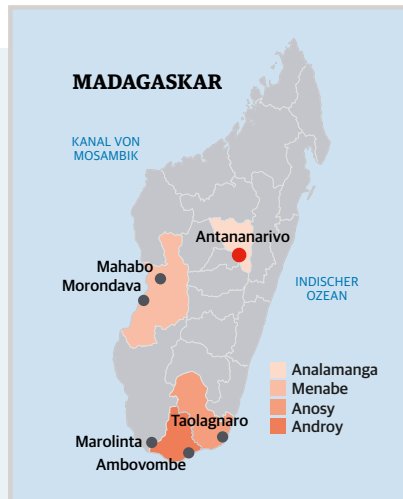 MADAGASKAR
KANAL VON
MOSAMBIK
Antananarivo
Mahabo
Morondava
INDISCHER
OZEAN
Analamanga
Menabe
Anosy
Androy
Taolagnaro
Marolinta
Ambovombe